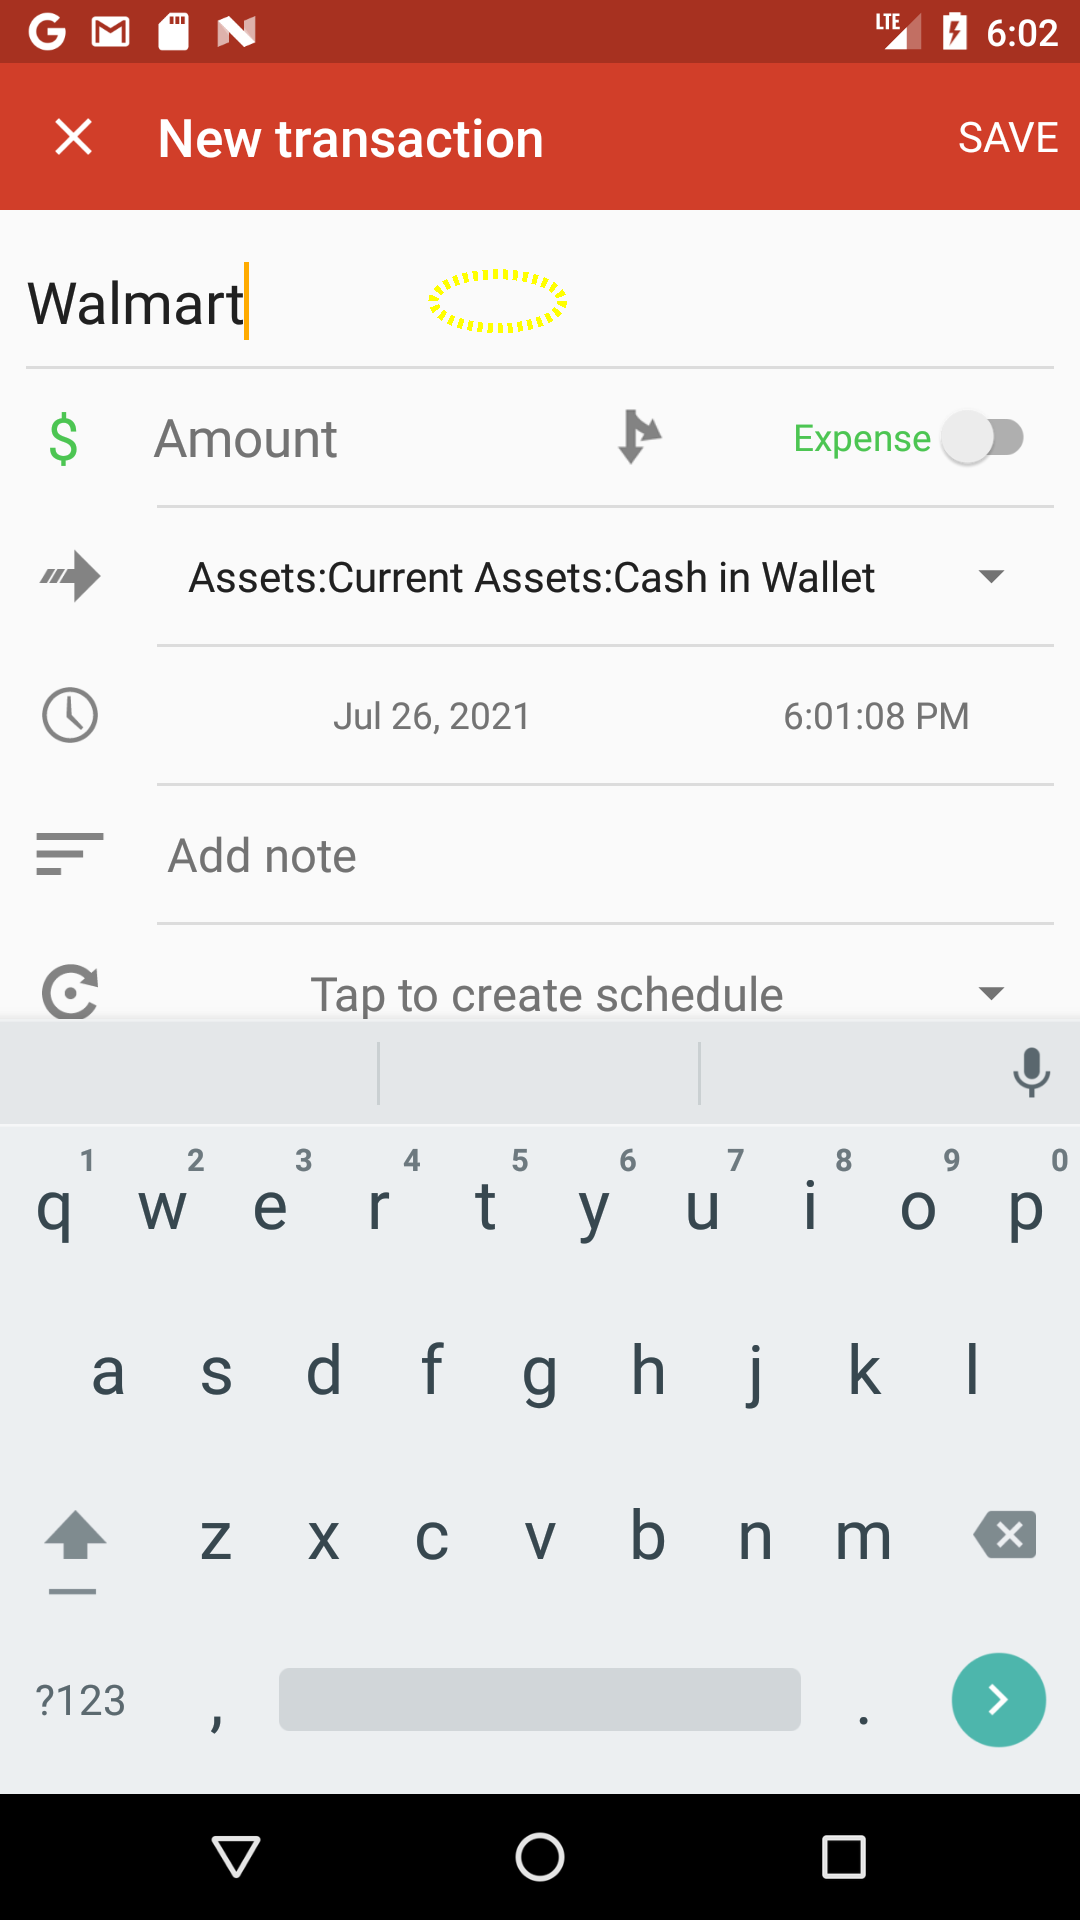 LTE 6:02
New transaction SAVE
Walmart
$ Amount Expense
Assets:Current Assets:Cash in Wallet
Jul 26, 2021 6:01:08 PM
Add note
Tap to create schedule
1 2 3 4 5 6 7 8 9 0
q w e r t y u i o p
a s d f g h j k l
z x c v b n m
?123 , .